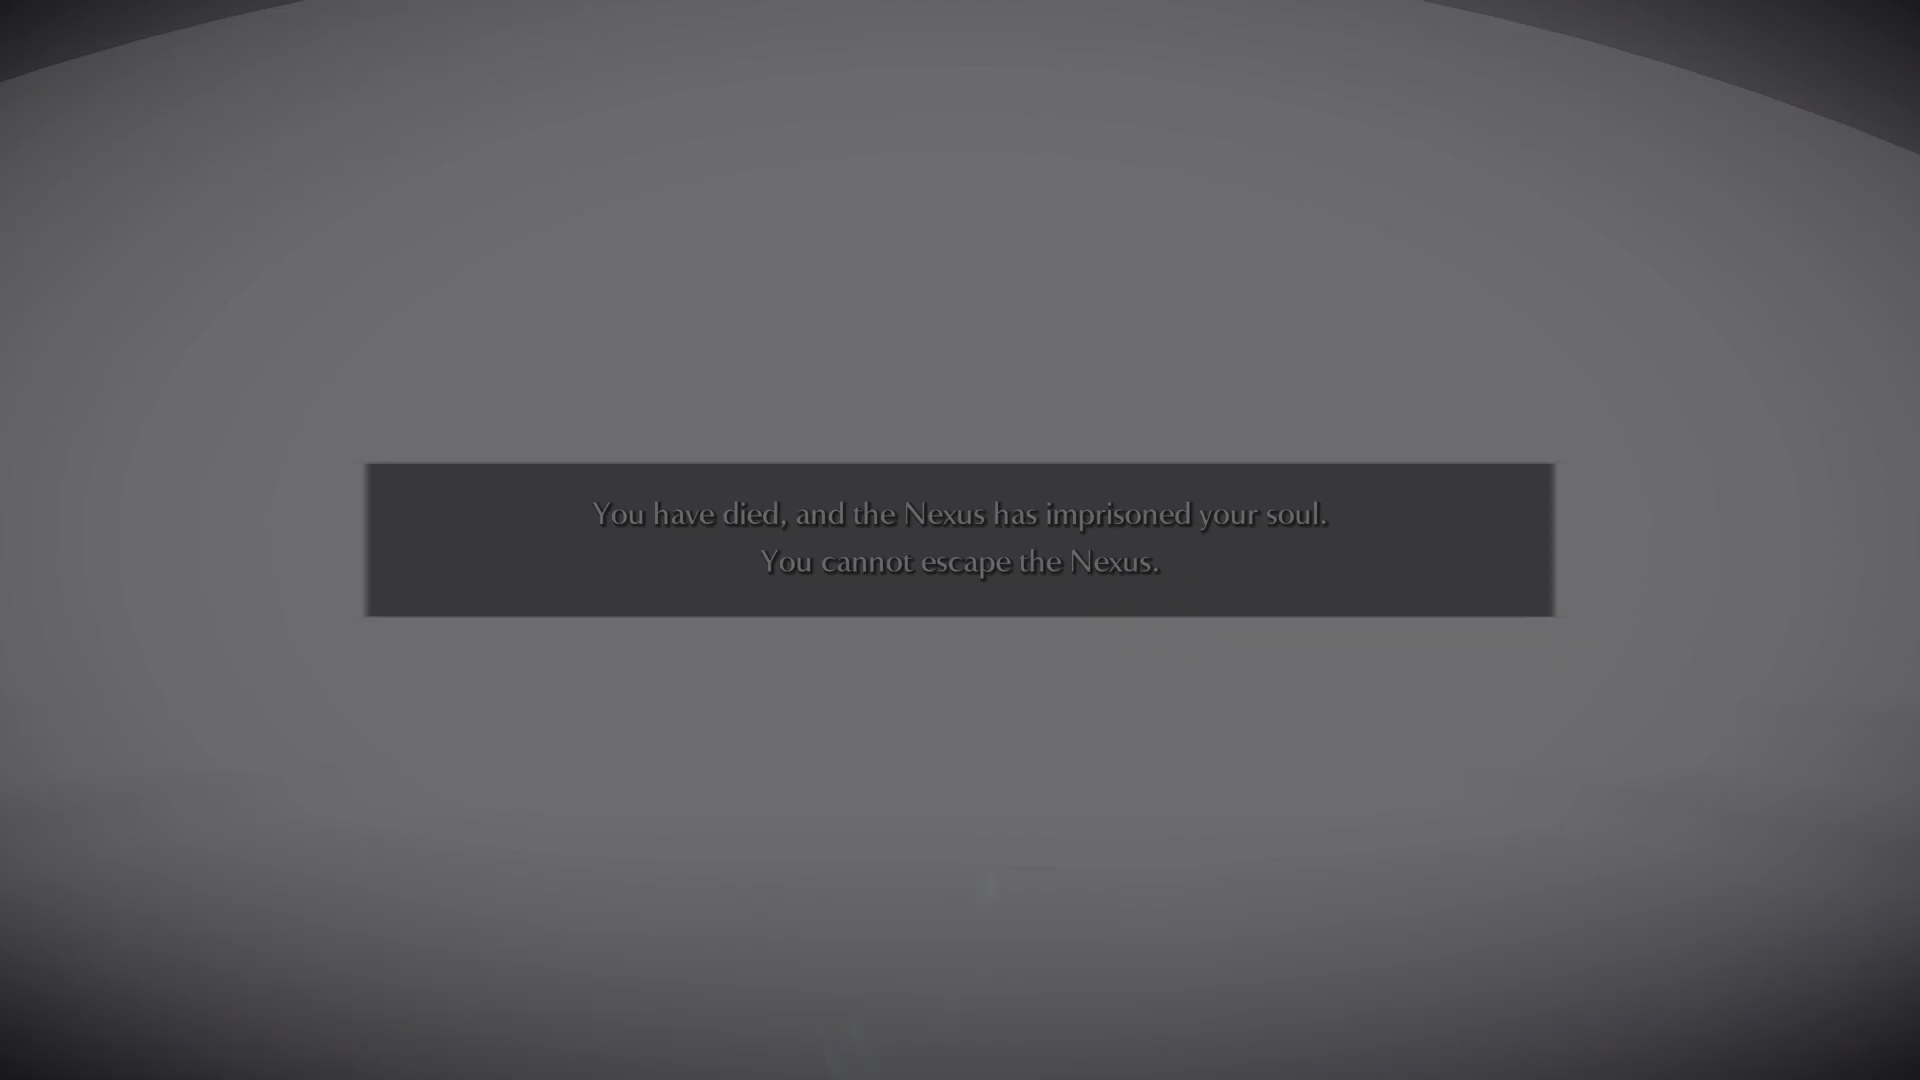 You have died, and the Nexus has imprisoned your soul.
You cannot escape the Nexus.